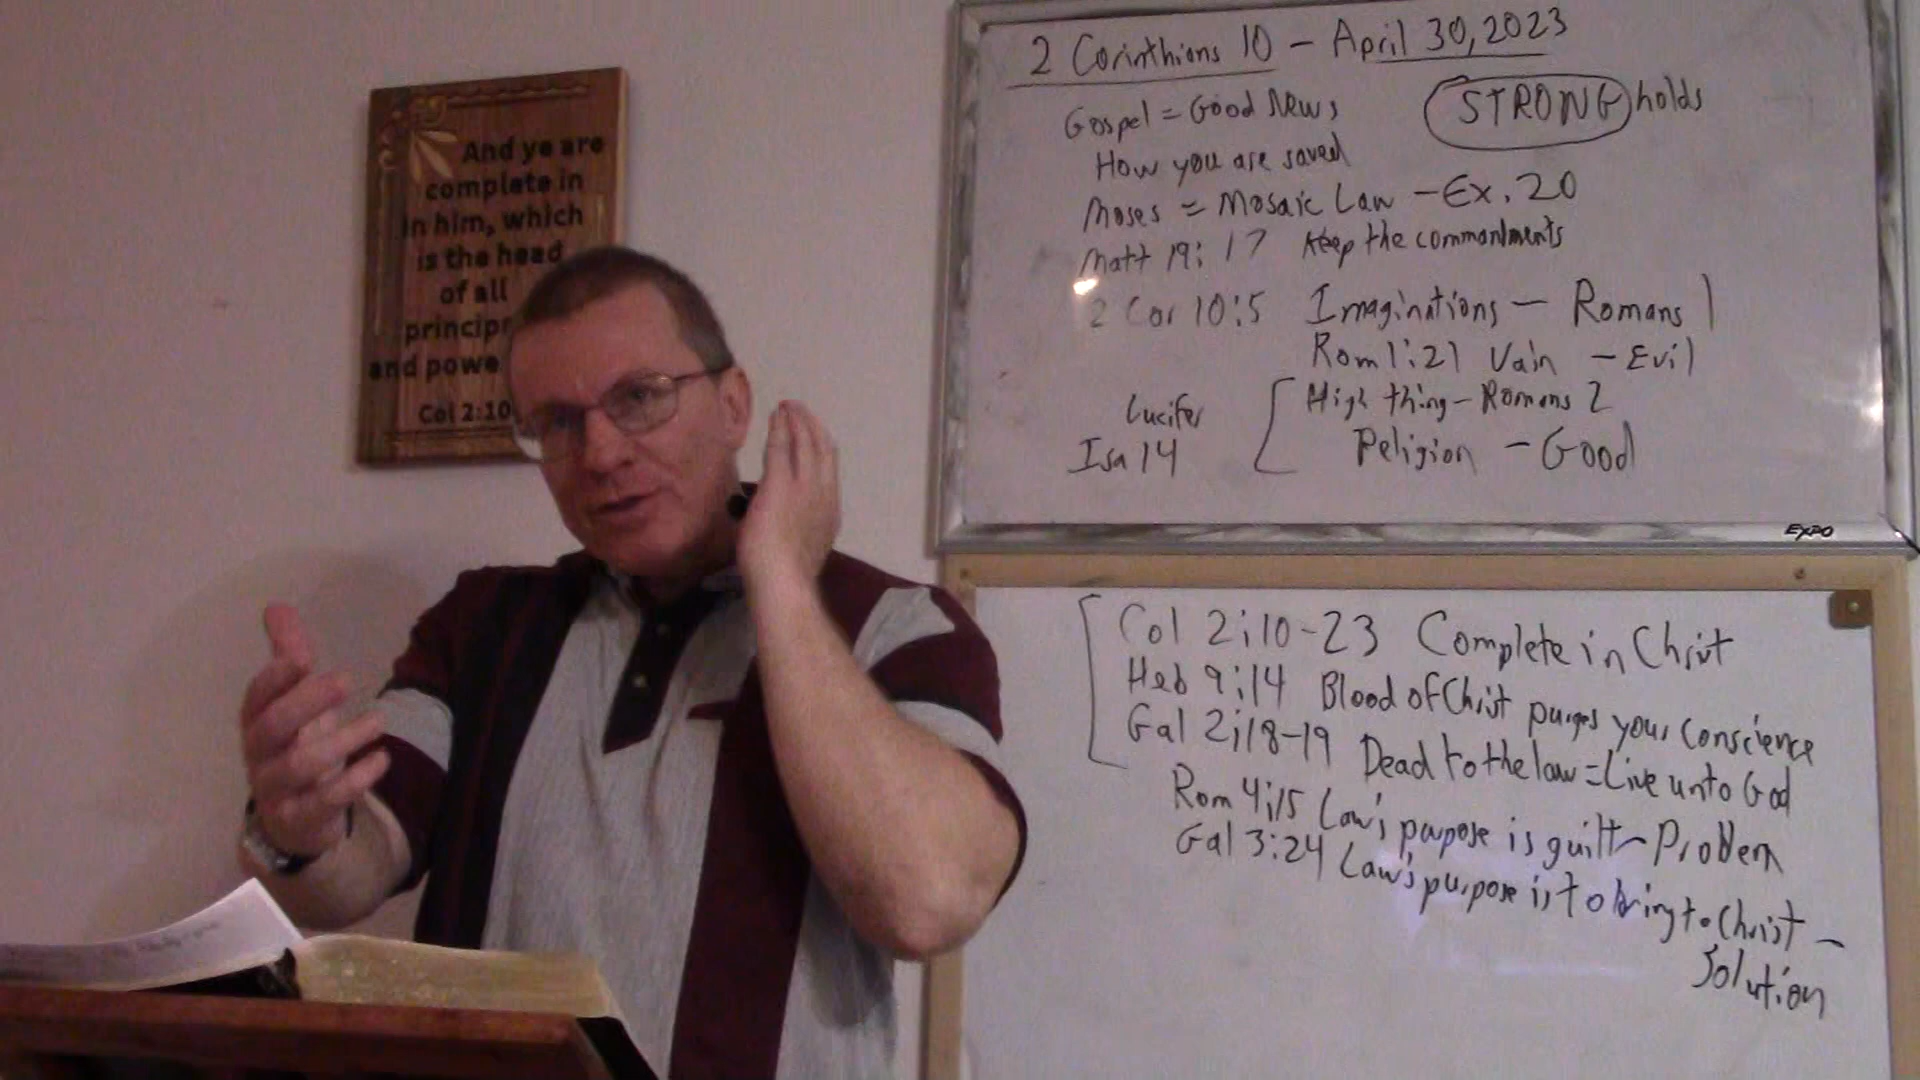 And ye are
complete in
in him, which
is the head
of all
princip
and powe
Col 2:10
2 Corinthians 10 - April 30, 2023
Gospel = Good News
STRONGholds
How you are saved
Moses = Mosaic Law - Ex. 20
Matt 19:17 Keep the commandments
2 Cor 10:5 Imaginations - Romans 1
Rom 1:21 Vain - Evil
Lucifer
High thing - Romans 2
Isa 14
Religion - Good
EXPO
Col 2:10-23 Complete in Christ
Heb 9:14 Blood of Christ purges your conscience
Gal 2:18-19 Dead to the law = Live unto God
Rom 4:15 Law's purpose is guilt - Problem
Gal 3:24 Law's purpose is to bring to Christ -
Solution